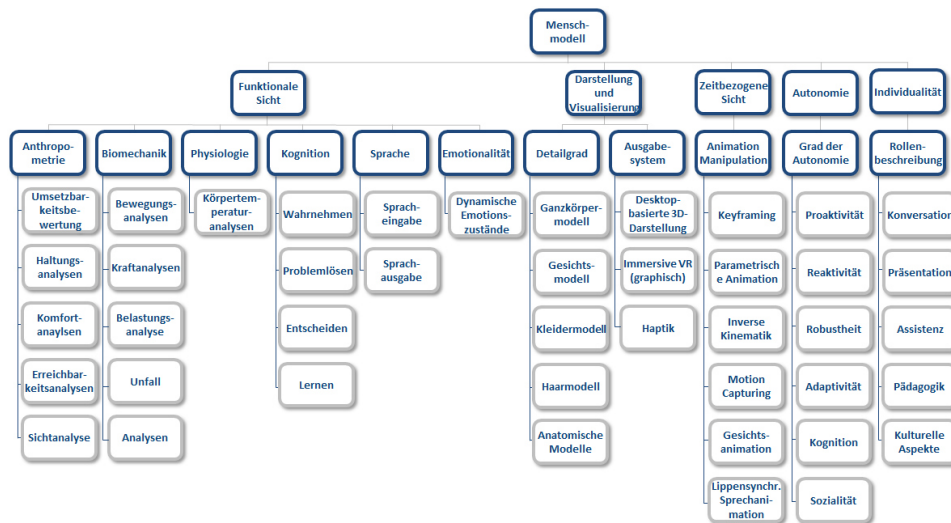 Mensch-
modell
Funktionale
Sicht
Darstellung
und
Visualisierung
Zeitbezogene
Sicht
Autonomie
Individualität
Anthropo-
metrie
Biomechanik
Physiologie
Kognition
Sprache
Emotionalität
Detailgrad
Ausgabe-
system
Animation
Manipulation
Grad der
Autonomie
Rollen-
beschreibung
Umsetzbar-
keitsbe-
wertung
Haltungs-
analysen
Komfort-
anaylsen
Erreichbar-
keitsanalysen
Sichtanalyse
Bewegungs-
analysen
Kraftanalysen
Belastungs-
analyse
Unfall
Analysen
Körpertem-
peratur-
analysen
Wahrnehmen
Problemlösen
Entscheiden
Lernen
Sprach-
eingabe
Sprach-
ausgabe
Dynamische
Emotions-
zustände
Ganzkörper-
modell
Gesichts-
modell
Kleidermodell
Haarmodell
Anatomische
Modelle
Desktop-
basierte 3D-
Darstellung
Immersive VR
(graphisch)
Haptik
Keyframing
Parametrisch
e Animation
Inverse
Kinematik
Motion
Capturing
Gesichts-
animation
Lippensynchr.
Sprechani-
mation
Proaktivität
Reaktivität
Robustheit
Adaptivität
Kognition
Sozialität
Konversation
Präsentation
Assistenz
Pädagogik
Kulturelle
Aspekte